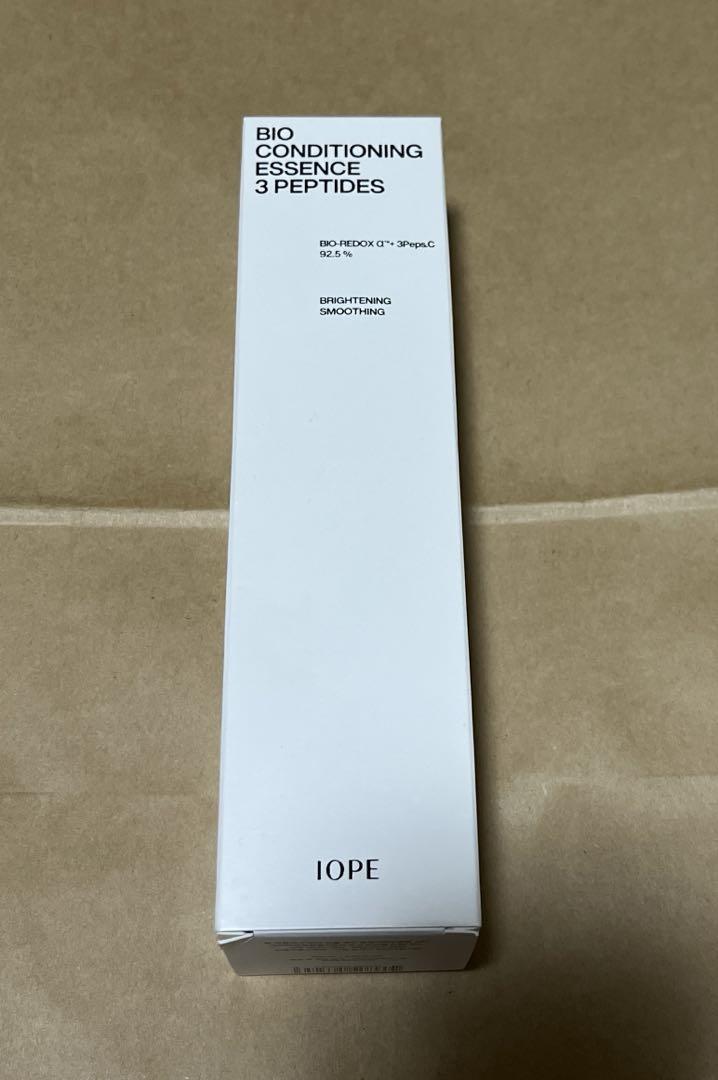 BIO
CONDITIONING
ESSENCE
3 PEPTIDES
BIO-REDOX α™+ 3Peps.C
92.5 %
BRIGHTENING
SMOOTHING
IOPE